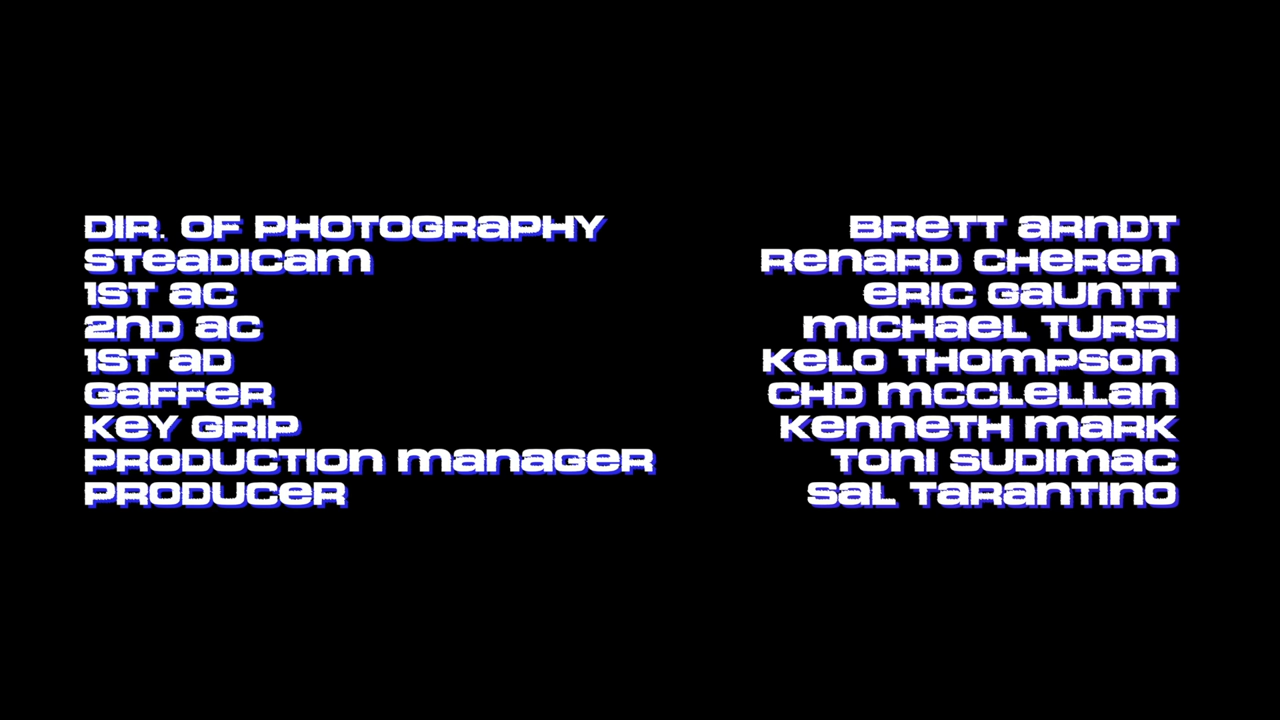 DIR. OF PHOTOGRAPHY BRETT ARNDT
STEADICAM RENARD CHEREN
1ST AC ERIC GAUNTT
2ND AC MICHAEL TURSI
1ST AD KELO THOMPSON
GAFFER CHD MCCLELLAN
KEY GRIP KENNETH MARK
PRODUCTION MANAGER TONI SUDIMAC
PRODUCER SAL TARANTINO